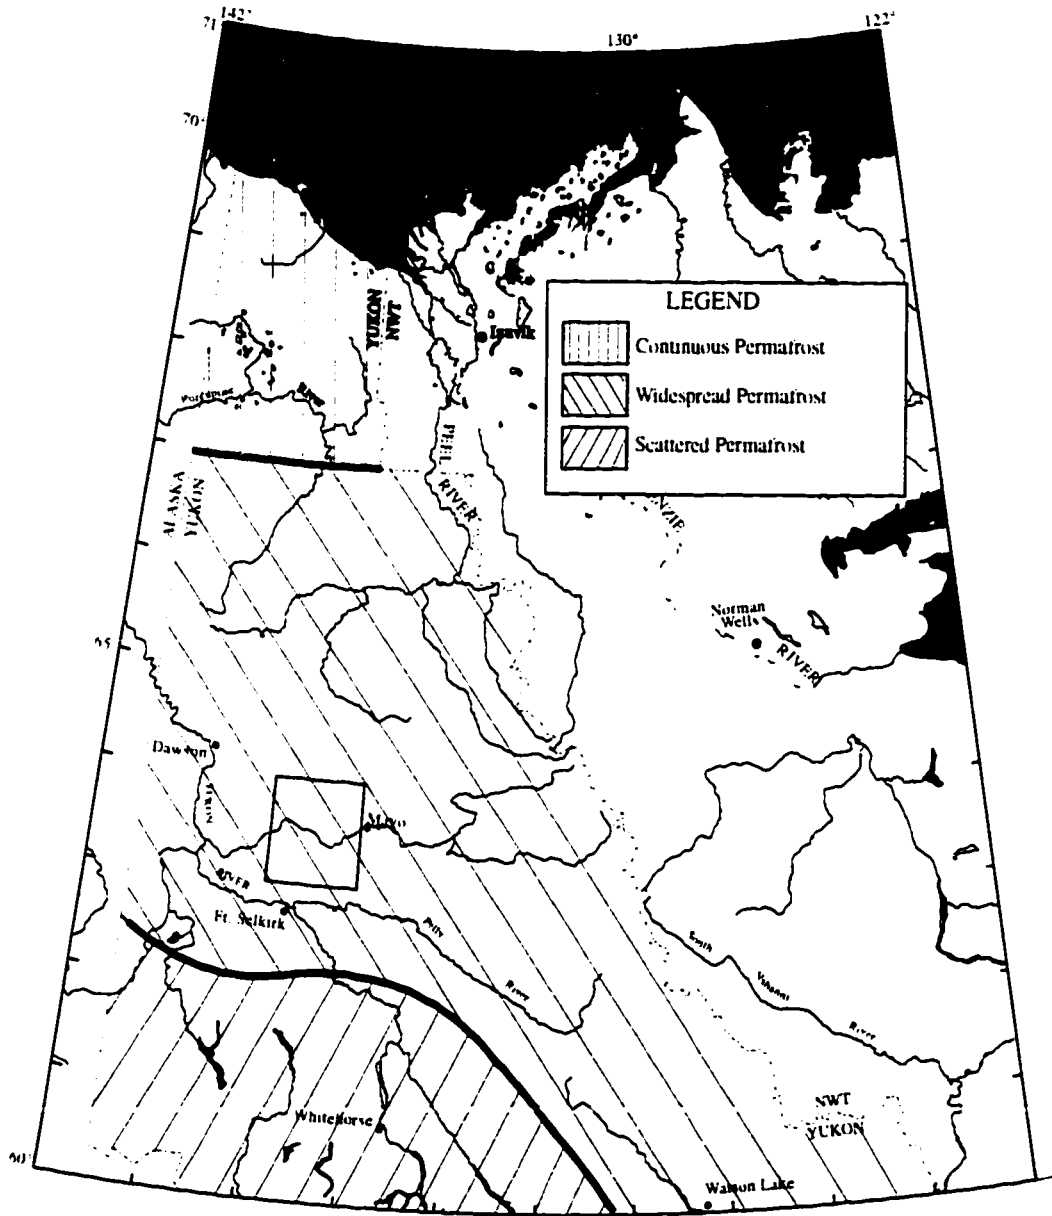 142°
122°
71
130°
70°
LEGEND
Continuous Permafrost
Widespread Permafrost
Scattered Permafrost
YUKON
NWT
Inuvik
River
PEEL
RIVER
ALASKA
YUKON
65
Norman
Wells
RIVER
Dawson
YUKON
Mayo
RIVER
Ft. Selkirk
Pelly
River
South
River
NWT
YUKON
Whitehorse
60°
Watson Lake